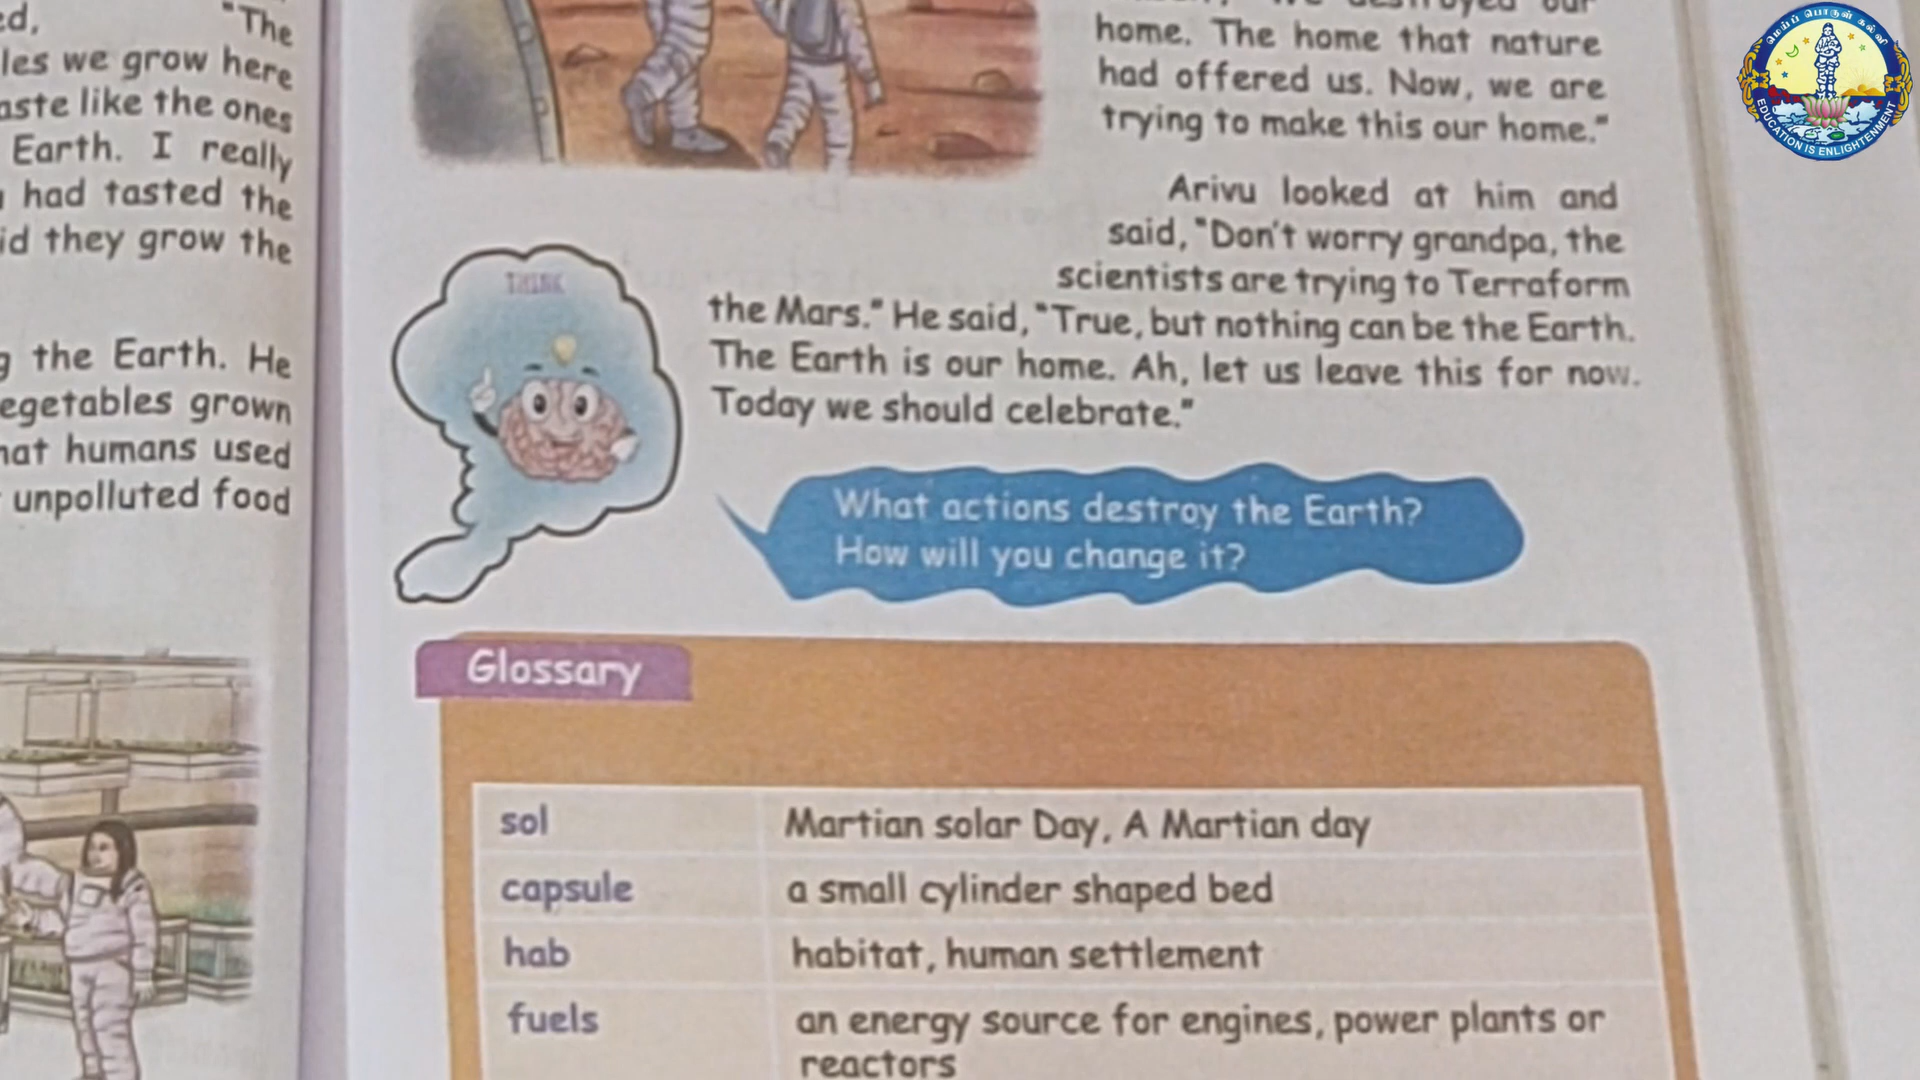 ed, "The
les we grow here
aste like the ones
Earth. I really
had tasted the
id they grow the
g the Earth. He
egetables grown
hat humans used
unpolluted food
home. The home that nature
had offered us. Now, we are
trying to make this our home."
Arivu looked at him and
said, "Don't worry grandpa, the
scientists are trying to Terraform
the Mars." He said, "True, but nothing can be the Earth.
The Earth is our home. Ah, let us leave this for now.
Today we should celebrate."
THINK
What actions destroy the Earth?
How will you change it?
Glossary
sol Martian solar Day, A Martian day
capsule a small cylinder shaped bed
hab habitat, human settlement
fuels an energy source for engines, power plants or
reactors
மெய்ப் பொருள் கல்வி
EDUCATION IS ENLIGHTENMENT